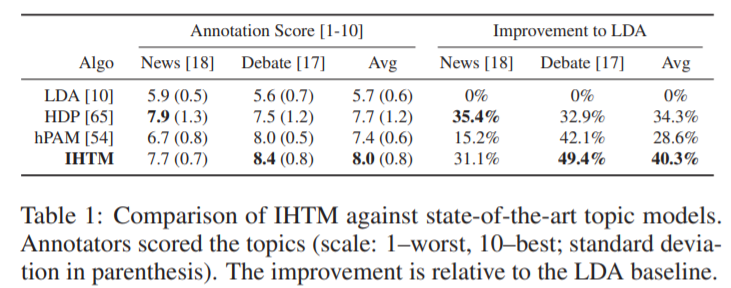 Annotation Score [1-10] Improvement to LDA
Algo News [18] Debate [17] Avg News [18] Debate [17] Avg
LDA [10] 5.9 (0.5) 5.6 (0.7) 5.7 (0.6) 0% 0% 0%
HDP [65] 7.9 (1.3) 7.5 (1.2) 7.7 (1.2) 35.4% 32.9% 34.3%
hPAM [54] 6.7 (0.8) 8.0 (0.5) 7.4 (0.6) 15.2% 42.1% 28.6%
IHTM 7.7 (0.7) 8.4 (0.8) 8.0 (0.8) 31.1% 49.4% 40.3%
Table 1: Comparison of IHTM against state-of-the-art topic models.
Annotators scored the topics (scale: 1–worst, 10–best; standard devia-
tion in parenthesis). The improvement is relative to the LDA baseline.